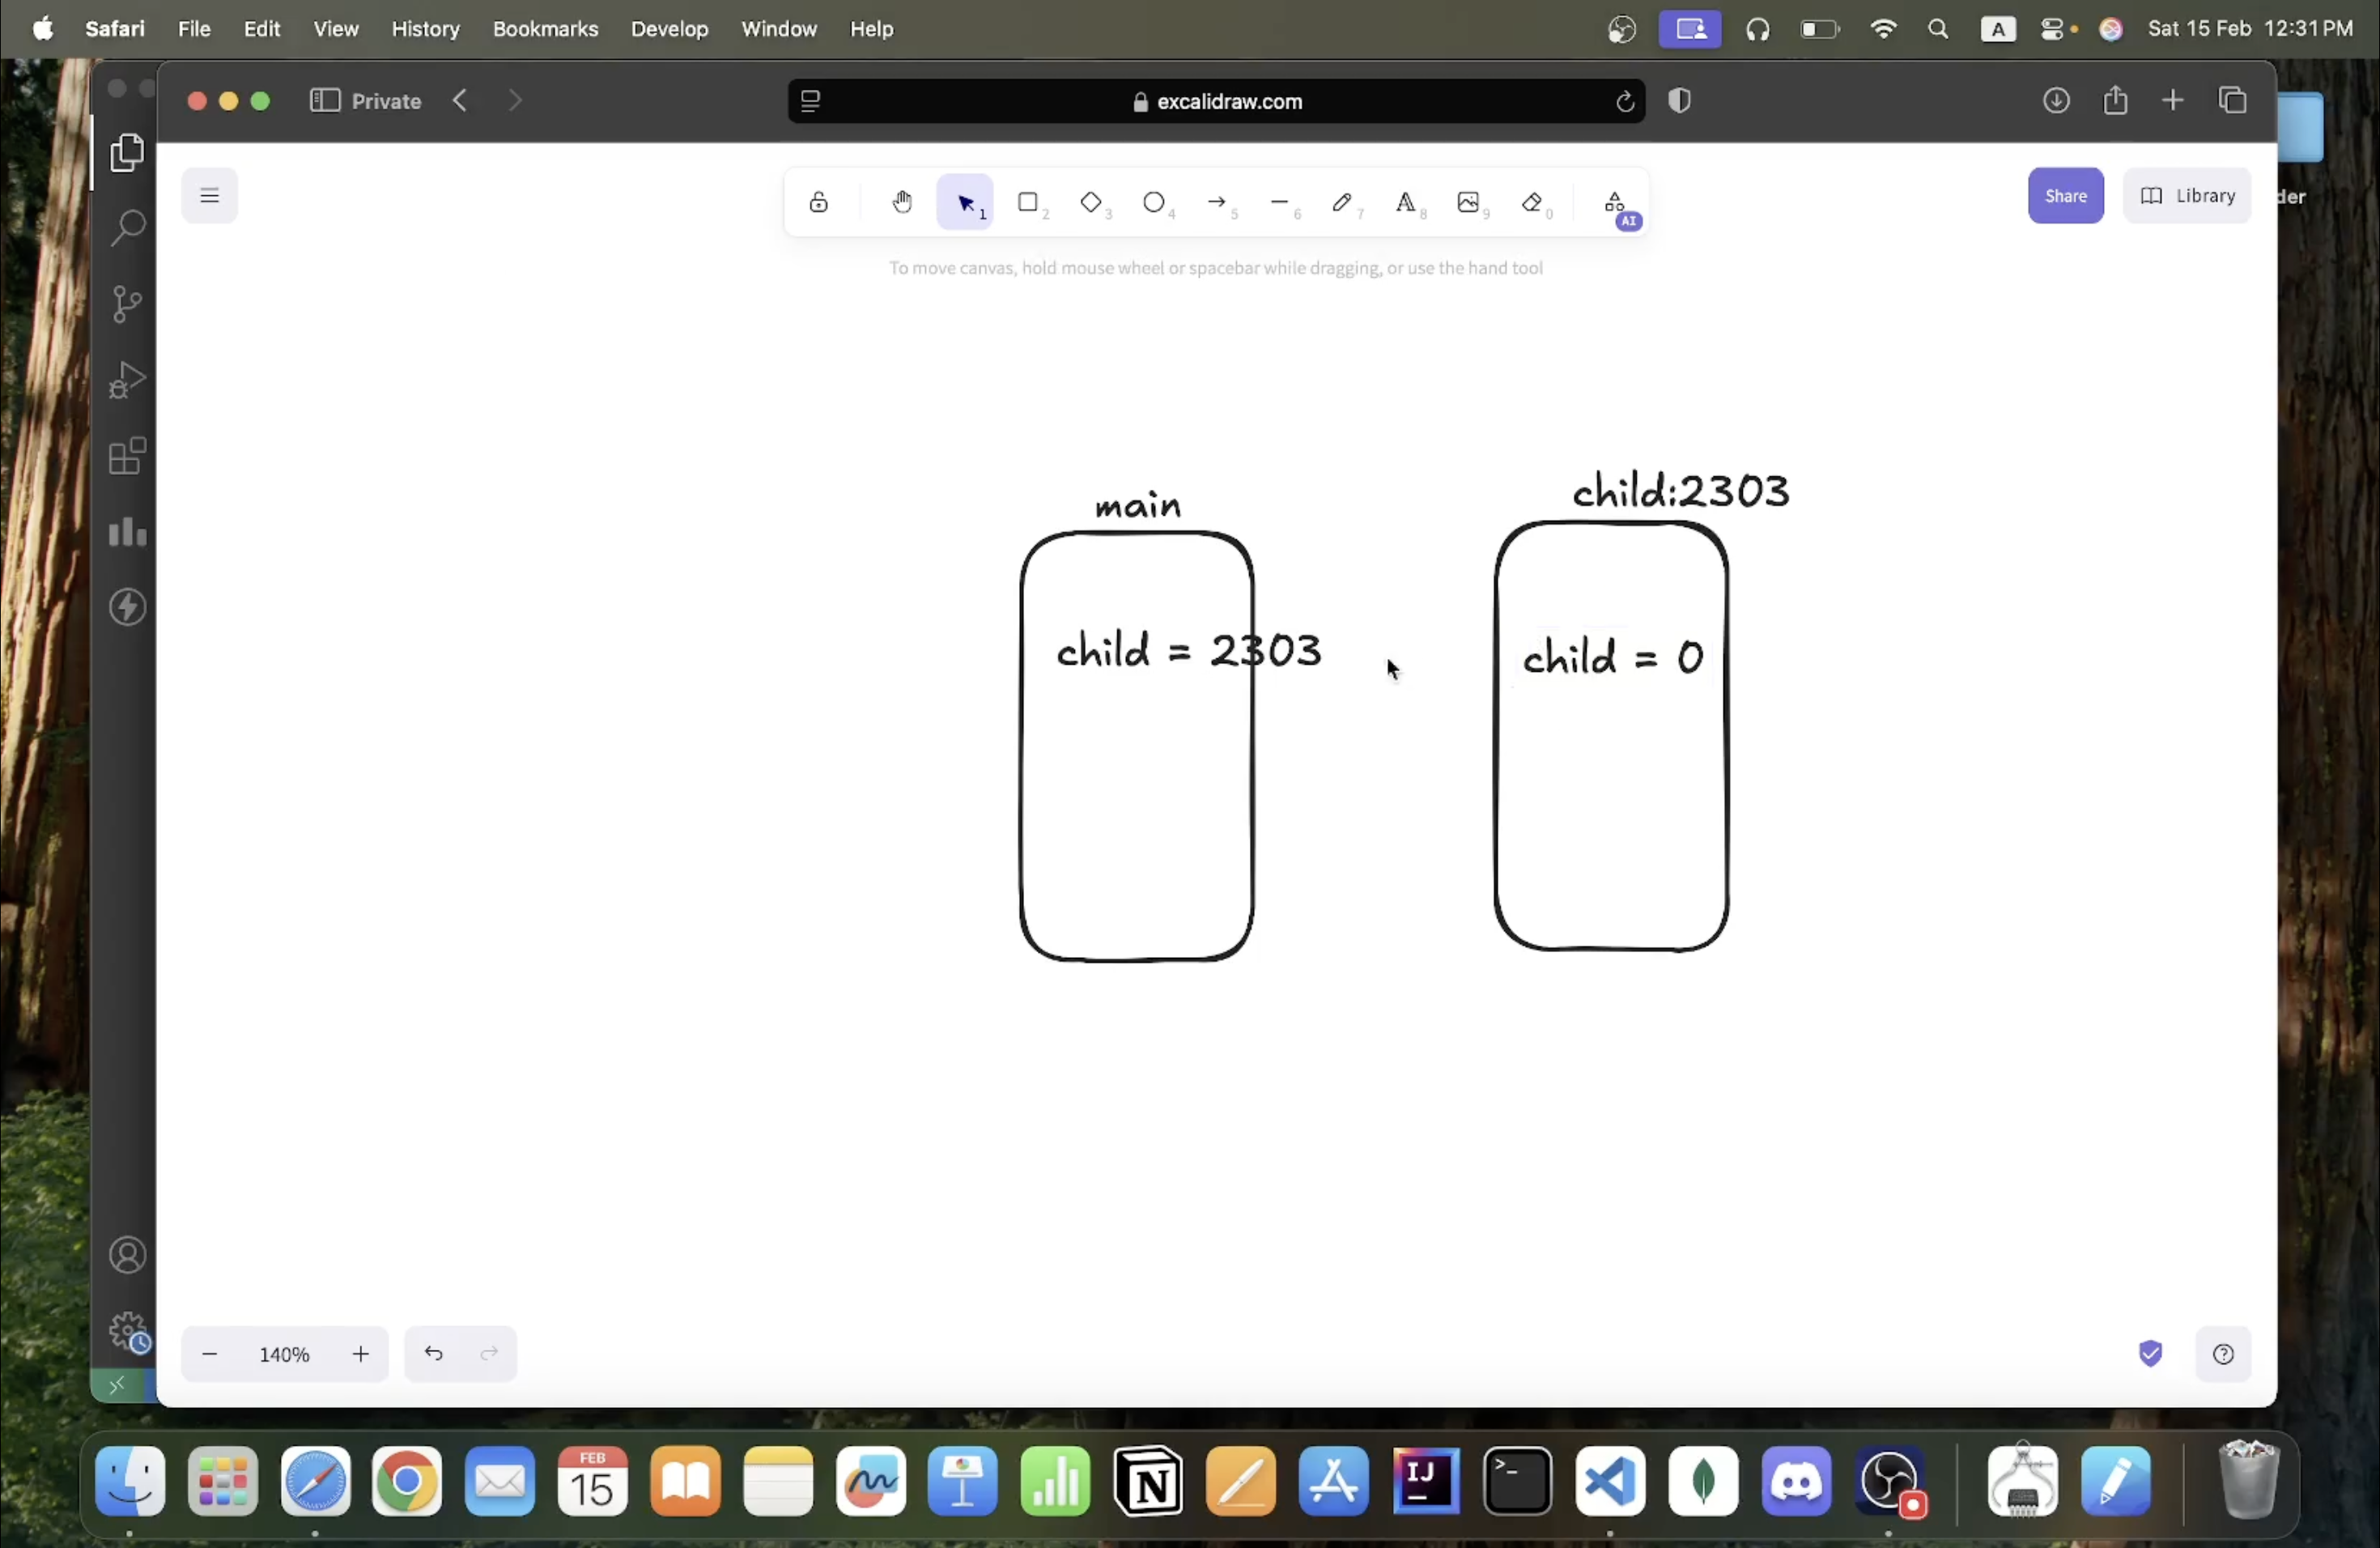 Safari File Edit View History Bookmarks Develop Window Help A Sat 15 Feb 12:31 PM
Private excalidraw.com
der
1 2 3 4 5 6 7 A 8 9 0 AI
Share Library
To move canvas, hold mouse wheel or spacebar while dragging, or use the hand tool
main
child:2303
child = 2303
child = 0
140%
FEB
15
N
IJ
>_